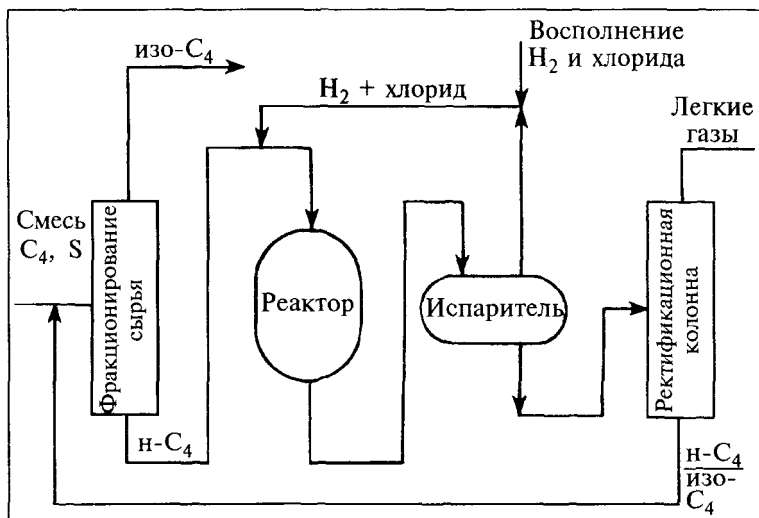 изо-C₄
Восполнение
H₂ и хлорида
H₂ + хлорид
Легкие
газы
Смесь
C₄, S
Фракционирование
сырья
Реактор
Испаритель
Ректификационная
колонна
н-C₄
н-C₄
изо-
C₄